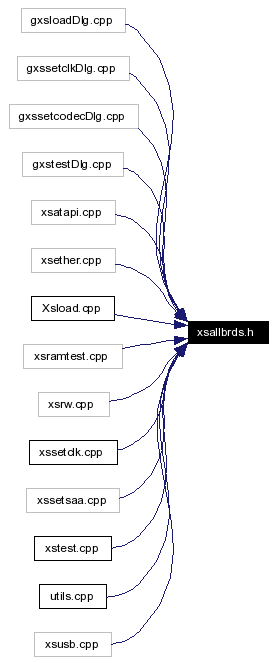 gxsloadDlg.cpp
gxssetclkDlg.cpp
gxssetcodecDlg.cpp
gxstestDlg.cpp
xsatapi.cpp
xsether.cpp
Xsload.cpp
xsallbrds.h
xsramtest.cpp
xsrw.cpp
xssetclk.cpp
xssetsaa.cpp
xstest.cpp
utils.cpp
xsusb.cpp